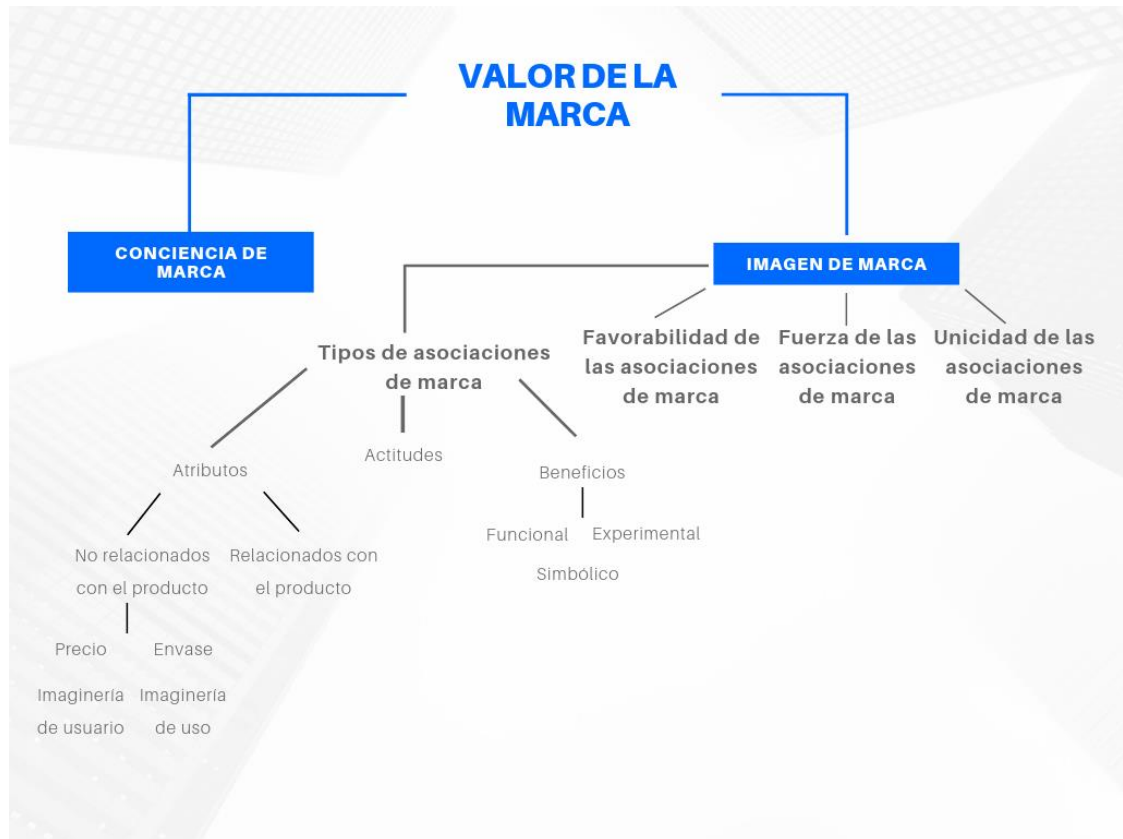 VALOR DE LA
MARCA
CONCIENCIA DE
MARCA
IMAGEN DE MARCA
Tipos de asociaciones
de marca
Favorabilidad de
las asociaciones
de marca
Fuerza de las
asociaciones
de marca
Unicidad de las
asociaciones
de marca
Atributos
Actitudes
Beneficios
No relacionados
con el producto
Relacionados con
el producto
Funcional
Experimental
Simbólico
Precio
Envase
Imaginería
de usuario
Imaginería
de uso